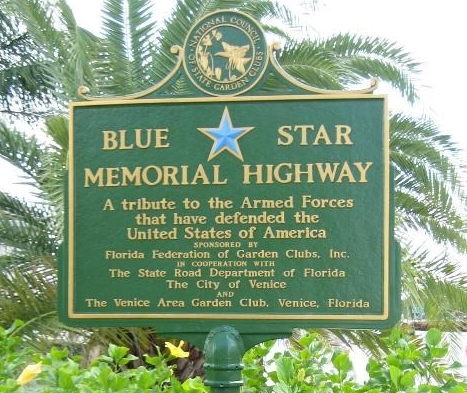 NATIONAL COUNCIL
OF STATE GARDEN CLUBS
BLUE STAR
MEMORIAL HIGHWAY
A tribute to the Armed Forces
that have defended the
United States of America
SPONSORED BY
Florida Federation of Garden Clubs, Inc.
IN COOPERATION WITH
The State Road Department of Florida
The City of Venice
AND
The Venice Area Garden Club, Venice, Florida